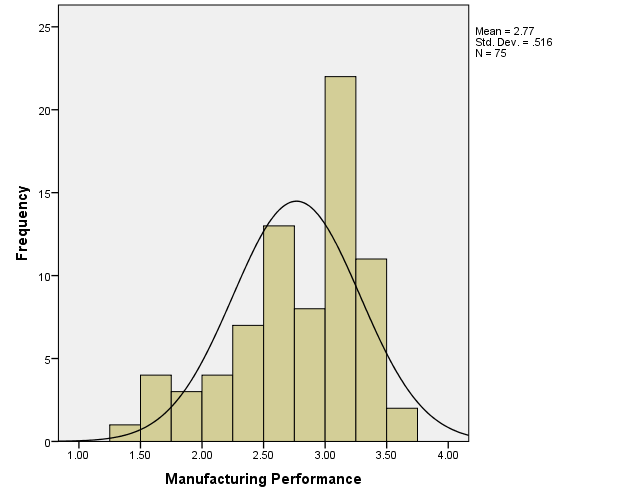 Mean = 2.77
Std. Dev. = .516
N = 75
25
20
15
10
5
0
Frequency
1.00 1.50 2.00 2.50 3.00 3.50 4.00
Manufacturing Performance